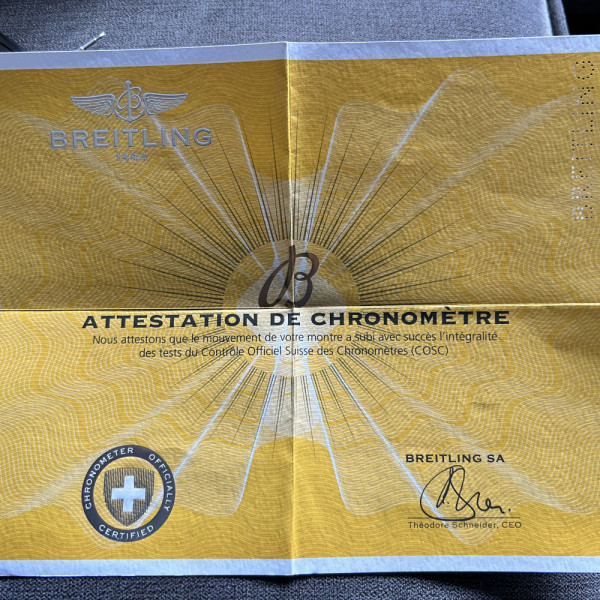 BREITLING
1884
BREITLING
B
ATTESTATION DE CHRONOMÈTRE
Nous attestons que le mouvement de votre montre a subi avec succès l'intégralité
des tests du Contrôle Officiel Suisse des Chronomètres (COSC)
CHRONOMETER OFFICIALLY
CERTIFIED
BREITLING SA
Théodore Schneider, CEO